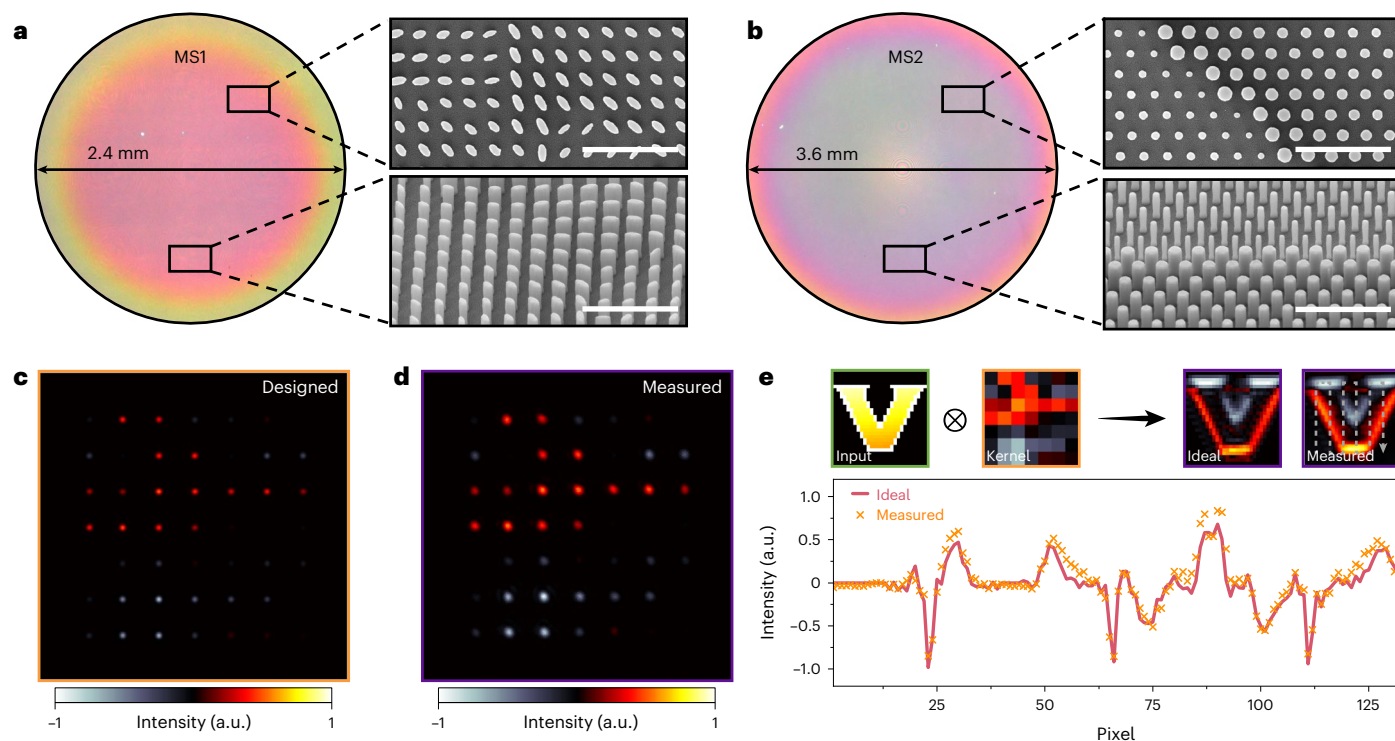 a
MS1
2.4 mm
b
MS2
3.6 mm
c
Designed
−1
Intensity (a.u.)
1
d
Measured
−1
Intensity (a.u.)
1
e
Input
⊗
Kernel
Ideal
Measured
Ideal
Measured
Intensity (a.u.)
1.0
0.5
0
−0.5
−1.0
25
50
75
100
125
Pixel